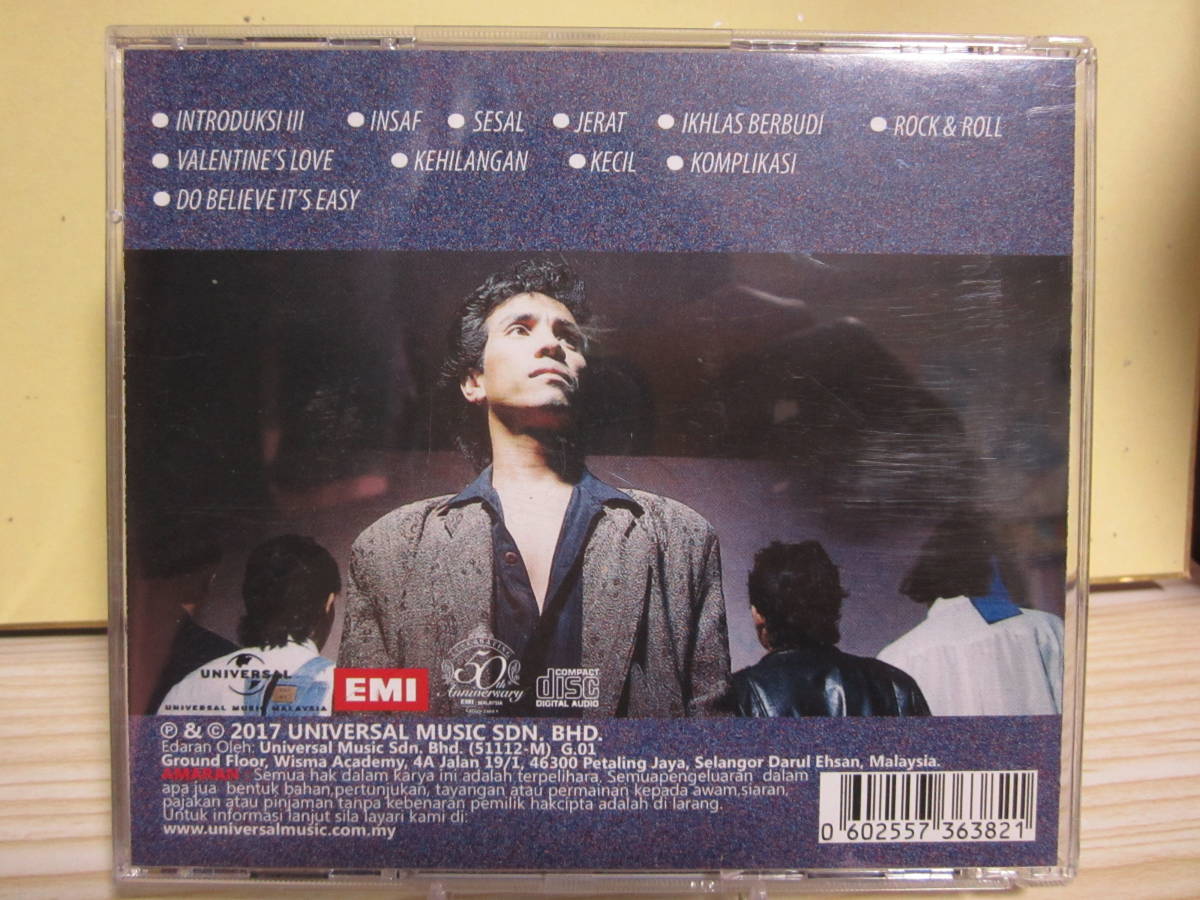 INTRODUKSI III INSAF SESAL JERAT IKHLAS BERBUDI ROCK & ROLL
VALENTINE'S LOVE KEHILANGAN KECIL KOMPLIKASI
DO BELIEVE IT'S EASY
UNIVERSAL
UNIVERSAL MUSIC MALAYSIA
EMI
50th
Anniversary
EMI MALAYSIA
COMPACT
disc
DIGITAL AUDIO
℗ & © 2017 UNIVERSAL MUSIC SDN. BHD.
Edaran Oleh: Universal Music Sdn. Bhd. (51112-M) G.01
Ground Floor, Wisma Academy, 4A Jalan 19/1, 46300 Petaling Jaya, Selangor Darul Ehsan, Malaysia.
AMARAN : Semua hak dalam karya ini adalah terpelihara. Semuapengeluaran dalam
apa jua bentuk bahan,pertunjukan, tayangan atau permainan kepada awam,siaran,
pajakan atau pinjaman tanpa kebenaran pemilik hakcipta adalah di larang.
Untuk informasi lanjut sila layari kami di:
www.universalmusic.com.my
0 602557 363821